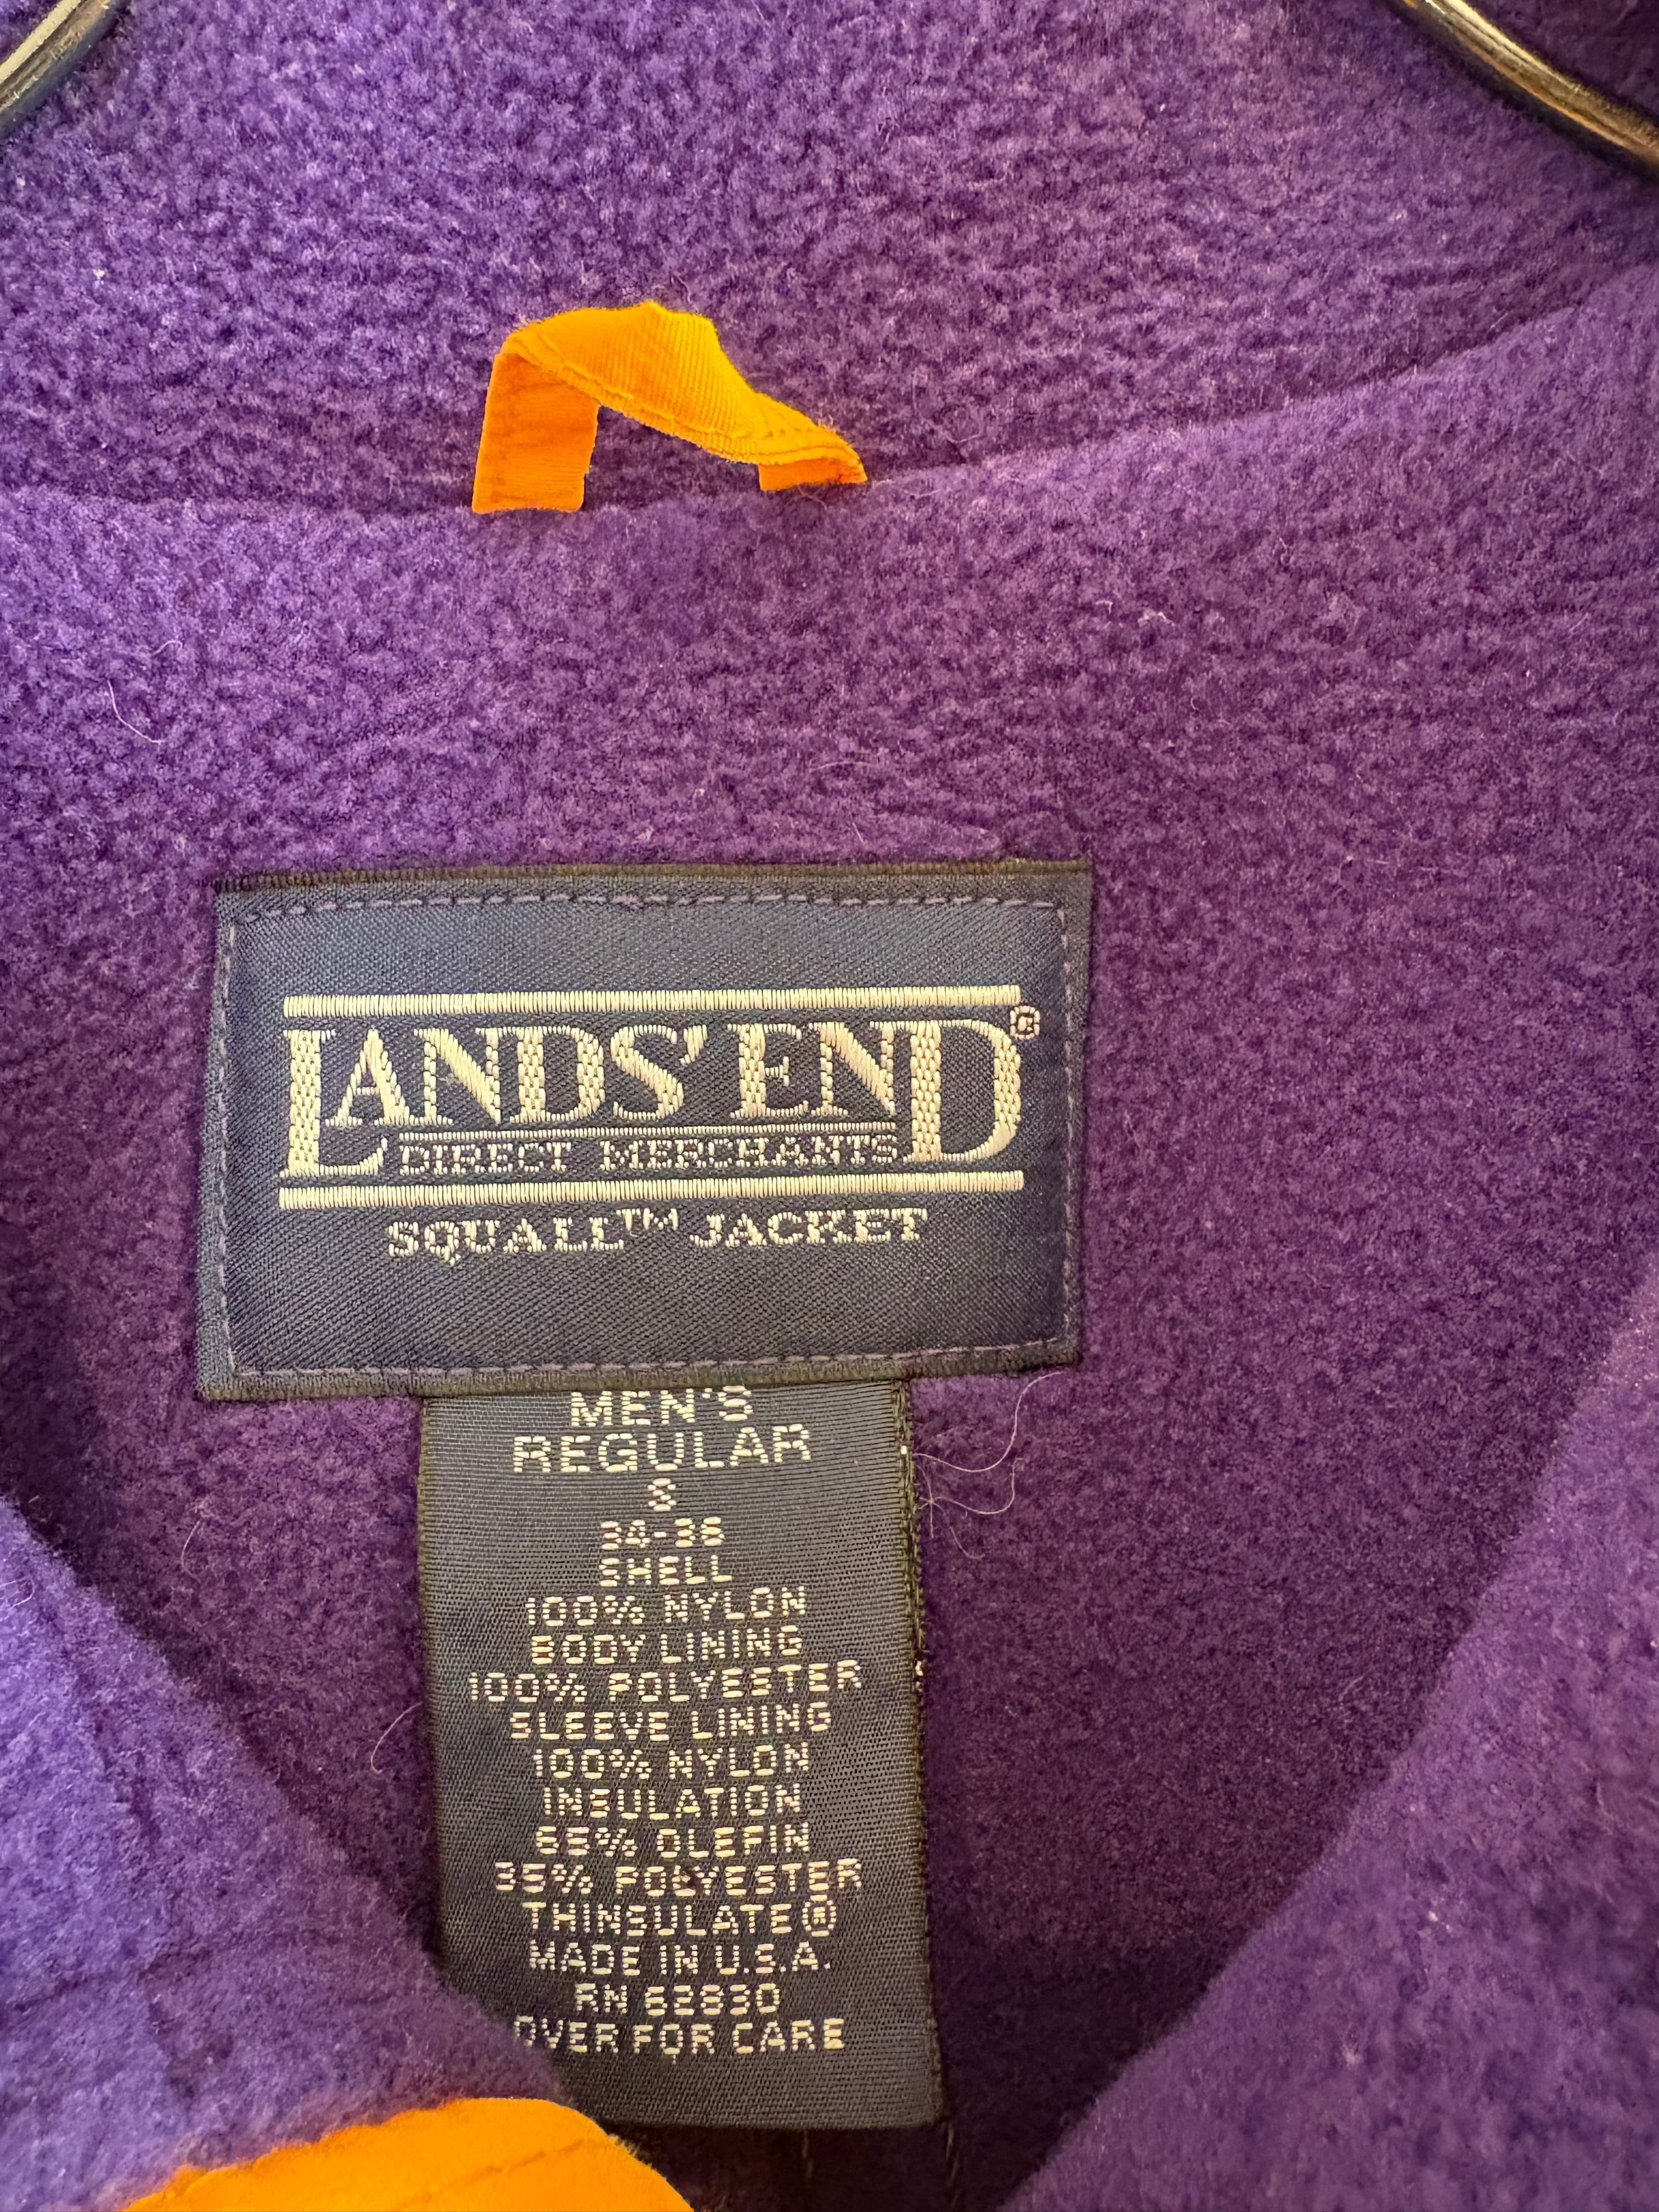 LANDS' END®
DIRECT MERCHANTS
SQUALL™ JACKET
MEN'S
REGULAR
S
34-36
SHELL
100% NYLON
BODY LINING
100% POLYESTER
SLEEVE LINING
100% NYLON
INSULATION
65% OLEFIN
35% POLYESTER
THINSULATE®
MADE IN U.S.A.
RN 62830
OVER FOR CARE